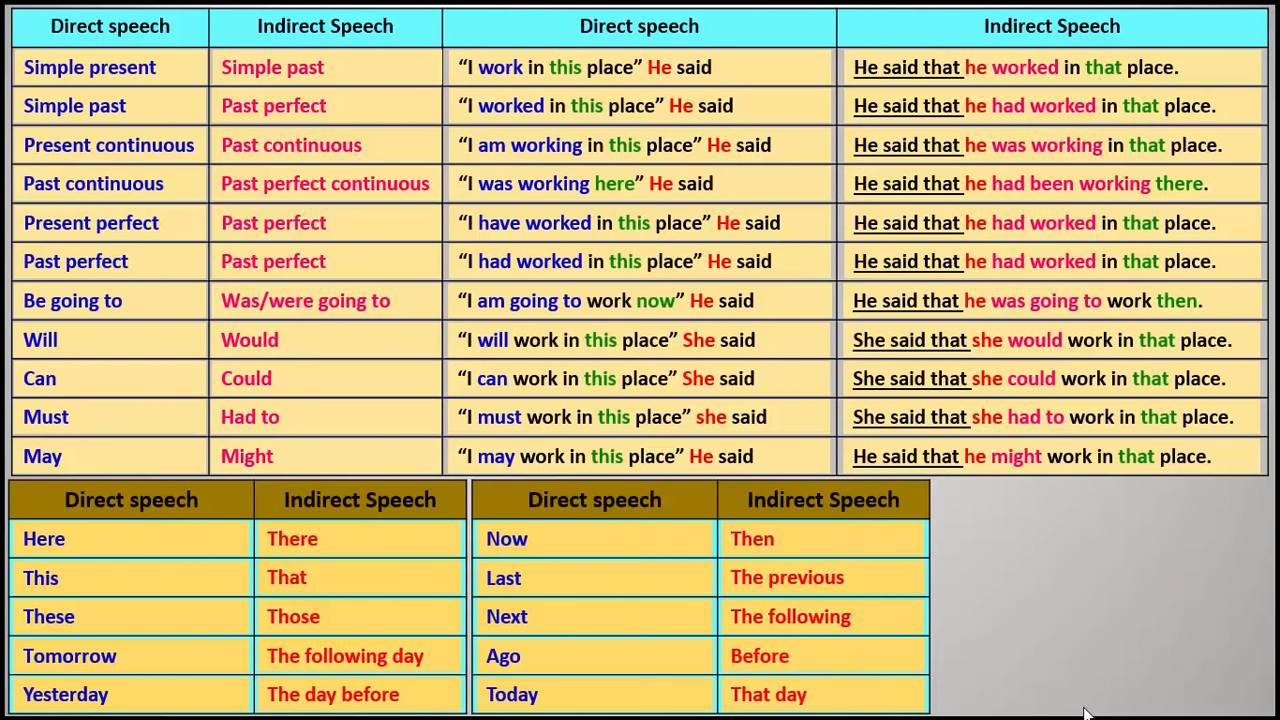 Direct speech Indirect Speech Direct speech Indirect Speech
Simple present Simple past “I work in this place” He said He said that he worked in that place.
Simple past Past perfect “I worked in this place” He said He said that he had worked in that place.
Present continuous Past continuous “I am working in this place” He said He said that he was working in that place.
Past continuous Past perfect continuous “I was working here” He said He said that he had been working there.
Present perfect Past perfect “I have worked in this place” He said He said that he had worked in that place.
Past perfect Past perfect “I had worked in this place” He said He said that he had worked in that place.
Be going to Was/were going to “I am going to work now” He said He said that he was going to work then.
Will Would “I will work in this place” She said She said that she would work in that place.
Can Could “I can work in this place” She said She said that she could work in that place.
Must Had to “I must work in this place” she said She said that she had to work in that place.
May Might “I may work in this place” He said He said that he might work in that place.
Direct speech Indirect Speech Direct speech Indirect Speech
Here There Now Then
This That Last The previous
These Those Next The following
Tomorrow The following day Ago Before
Yesterday The day before Today That day